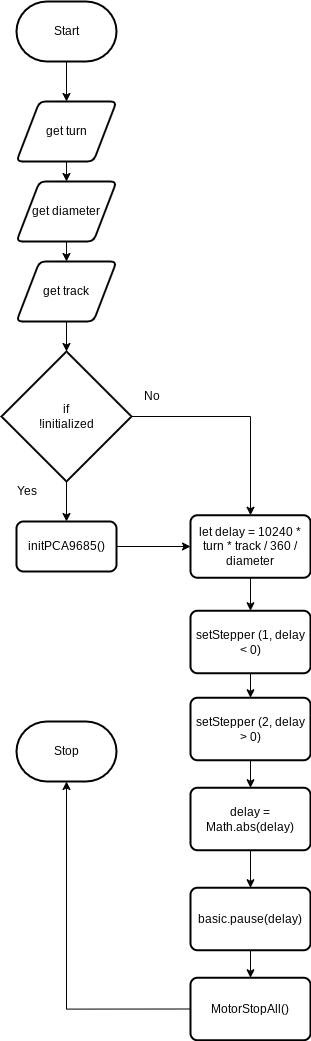 Start
get turn
get diameter
get track
if
!initialized
No
Yes
initPCA9685()
let delay = 10240 *
turn * track / 360 /
diameter
setStepper (1, delay
< 0)
setStepper (2, delay
> 0)
Stop
delay =
Math.abs(delay)
basic.pause(delay)
MotorStopAll()